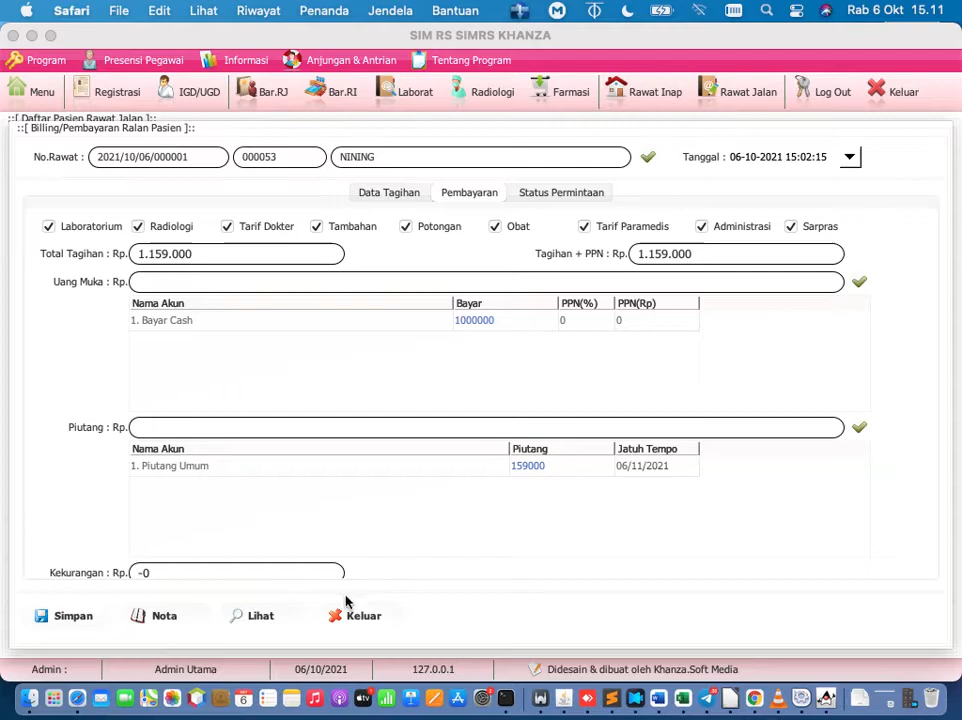 Safari File Edit Lihat Riwayat Penanda Jendela Bantuan Rab 6 Okt 15.11
SIM RS SIMRS KHANZA
Program Presensi Pegawai Informasi Anjungan & Antrian Tentang Program
Menu Registrasi IGD/UGD Bar.RJ Bar.RI Laborat Radiologi Farmasi Rawat Inap Rawat Jalan Log Out Keluar
::[ Daftar Pasien Rawat Jalan ]::
::[ Billing/Pembayaran Ralan Pasien ]::
No.Rawat : 2021/10/06/000001 000053 NINING Tanggal : 06-10-2021 15:02:15
Data Tagihan Pembayaran Status Permintaan
Laboratorium Radiologi Tarif Dokter Tambahan Potongan Obat Tarif Paramedis Administrasi Sarpras
Total Tagihan : Rp. 1.159.000 Tagihan + PPN : Rp. 1.159.000
Uang Muka : Rp.
Nama Akun Bayar PPN(%) PPN(Rp)
1. Bayar Cash 1000000 0 0
Piutang : Rp.
Nama Akun Piutang Jatuh Tempo
1. Piutang Umum 159000 06/11/2021
Kekurangan : Rp. -0
Simpan Nota Lihat Keluar
Admin : Admin Utama 06/10/2021 127.0.0.1 Didesain & dibuat oleh Khanza.Soft Media